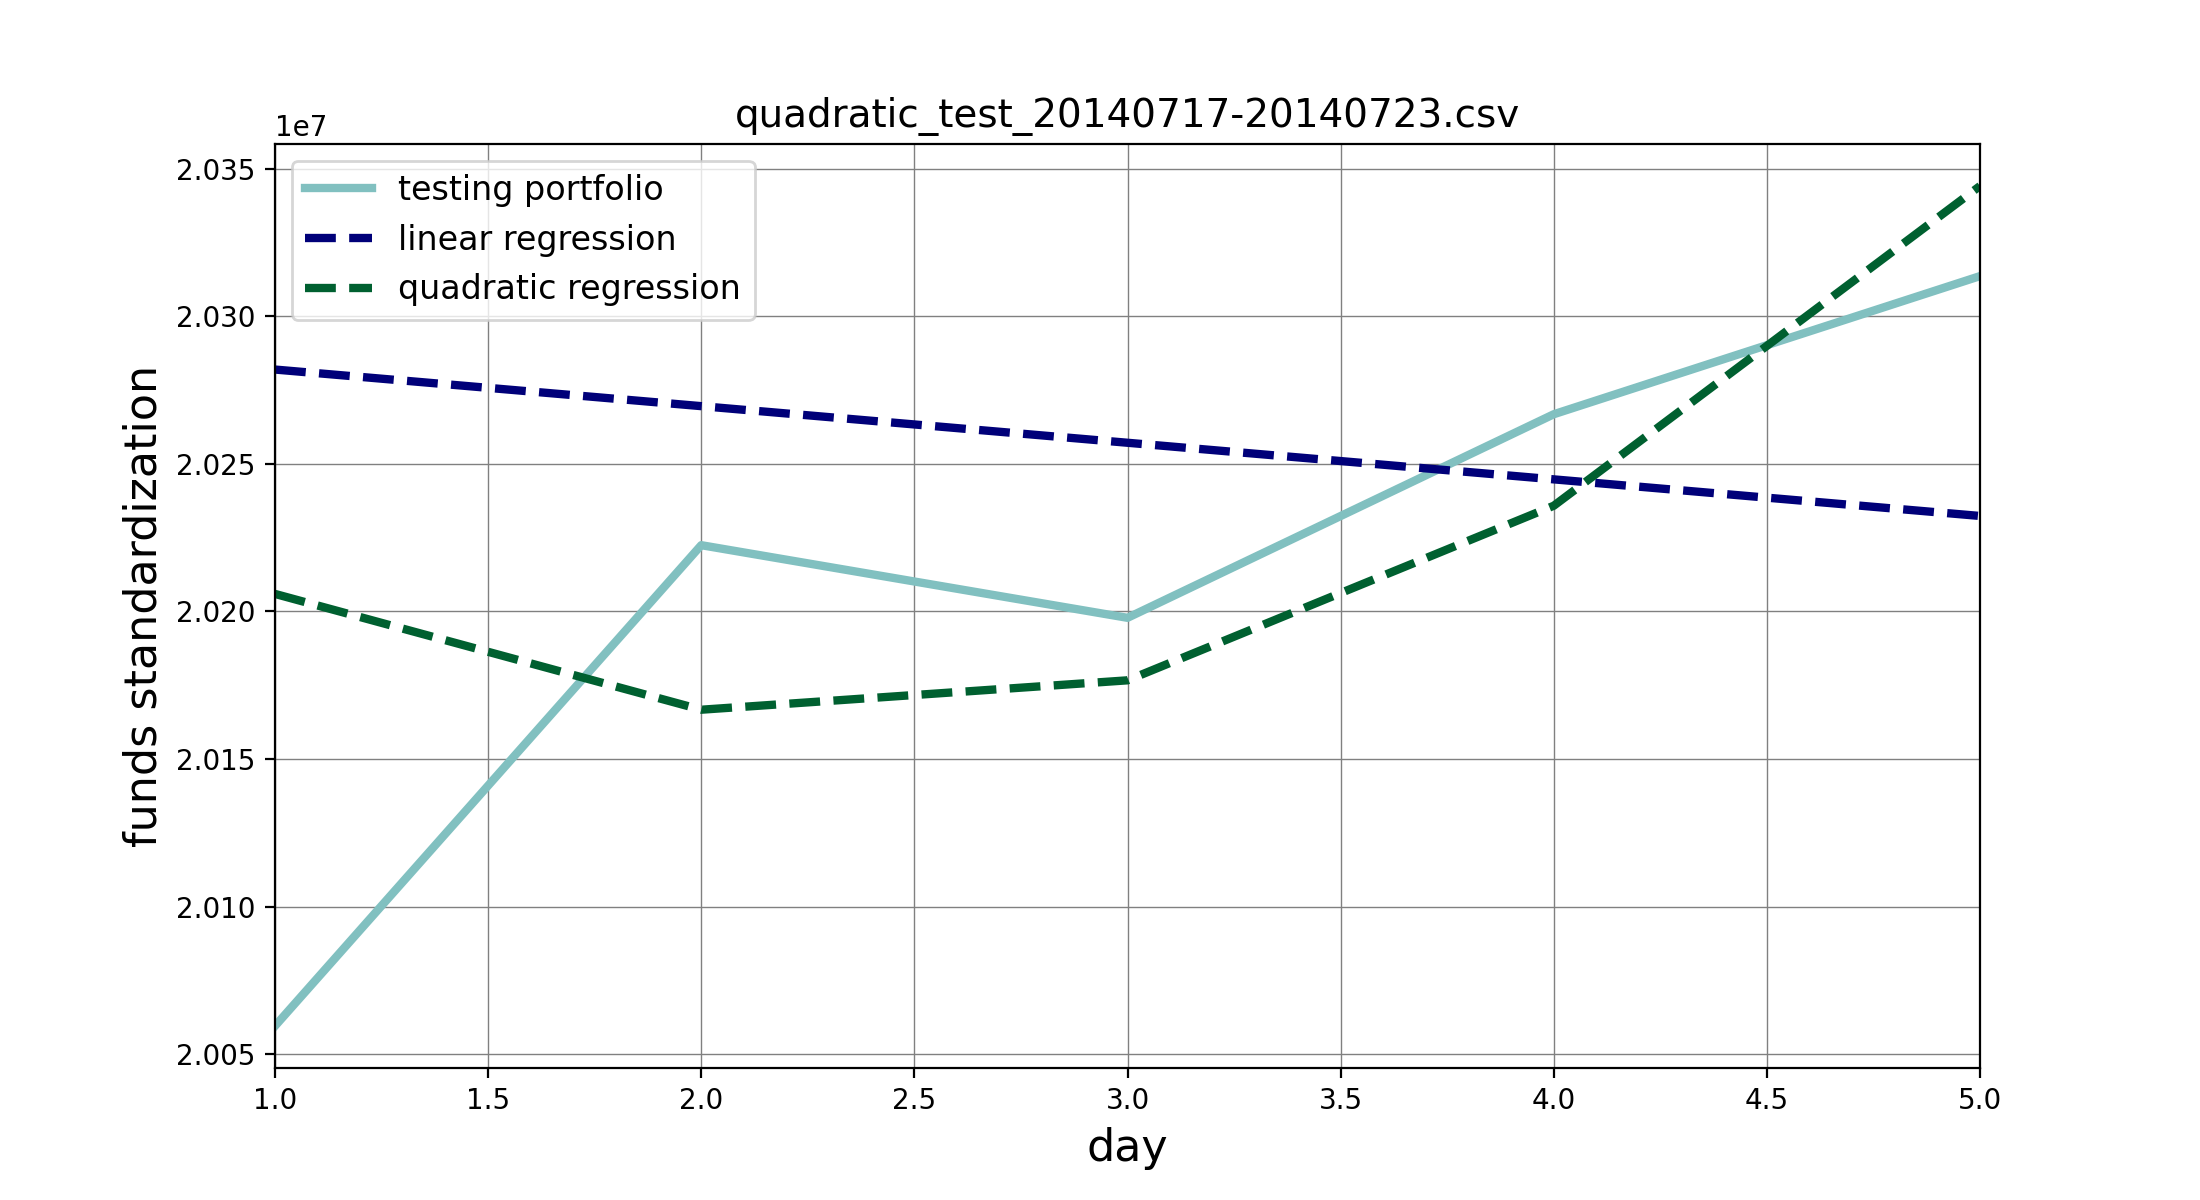 quadratic_test_20140717-20140723.csv
1e7
testing portfolio
linear regression
quadratic regression
funds standardization
2.035
2.030
2.025
2.020
2.015
2.010
2.005
1.0 1.5 2.0 2.5 3.0 3.5 4.0 4.5 5.0
day